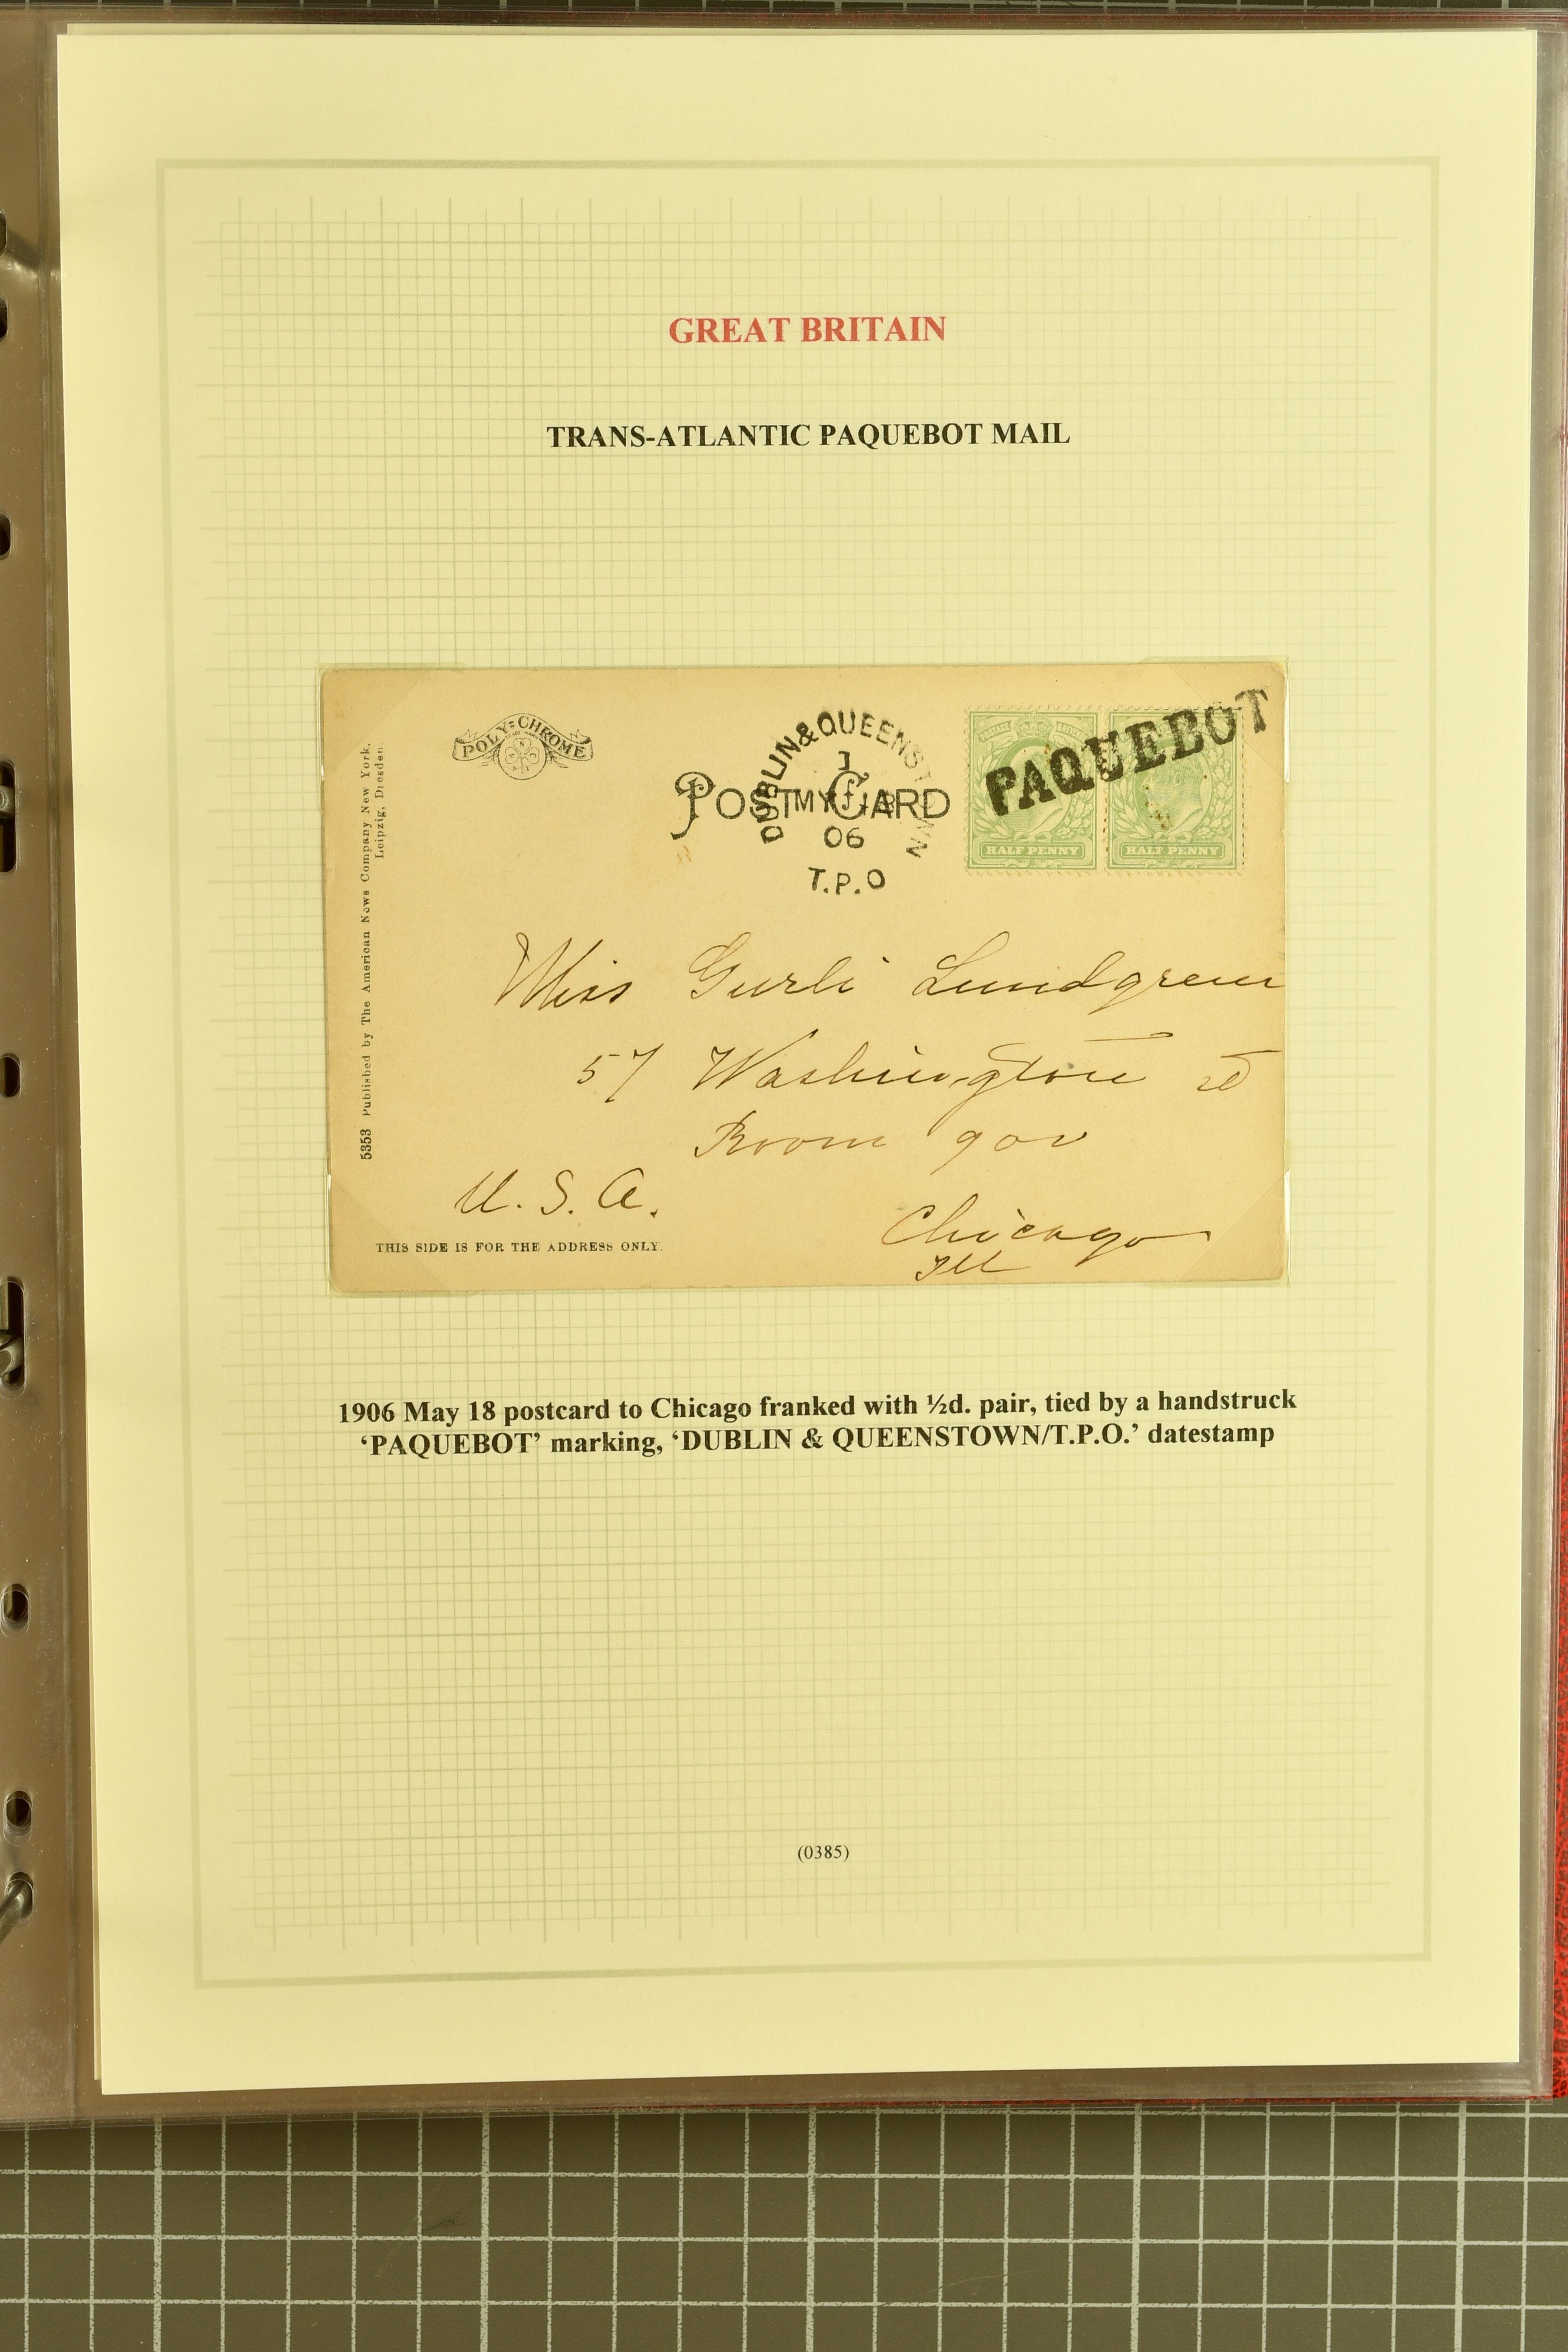 GREAT BRITAIN
TRANS-ATLANTIC PAQUEBOT MAIL
POLY-CHROME
POST CARD
DUBLIN & QUEENSTOWN
1
MY 18
06
T.P.O
PAQUEBOT
HALF PENNY
HALF PENNY
5353 Published by The American News Company New York.
Leipzig, Dresden.
Miss Gurli Lundgren
57 Washington st
Room 900
U. S. A.
Chicago
Ill
THIS SIDE IS FOR THE ADDRESS ONLY.
1906 May 18 postcard to Chicago franked with ½d. pair, tied by a handstruck
‘PAQUEBOT’ marking, ‘DUBLIN & QUEENSTOWN/T.P.O.’ datestamp
(0385)